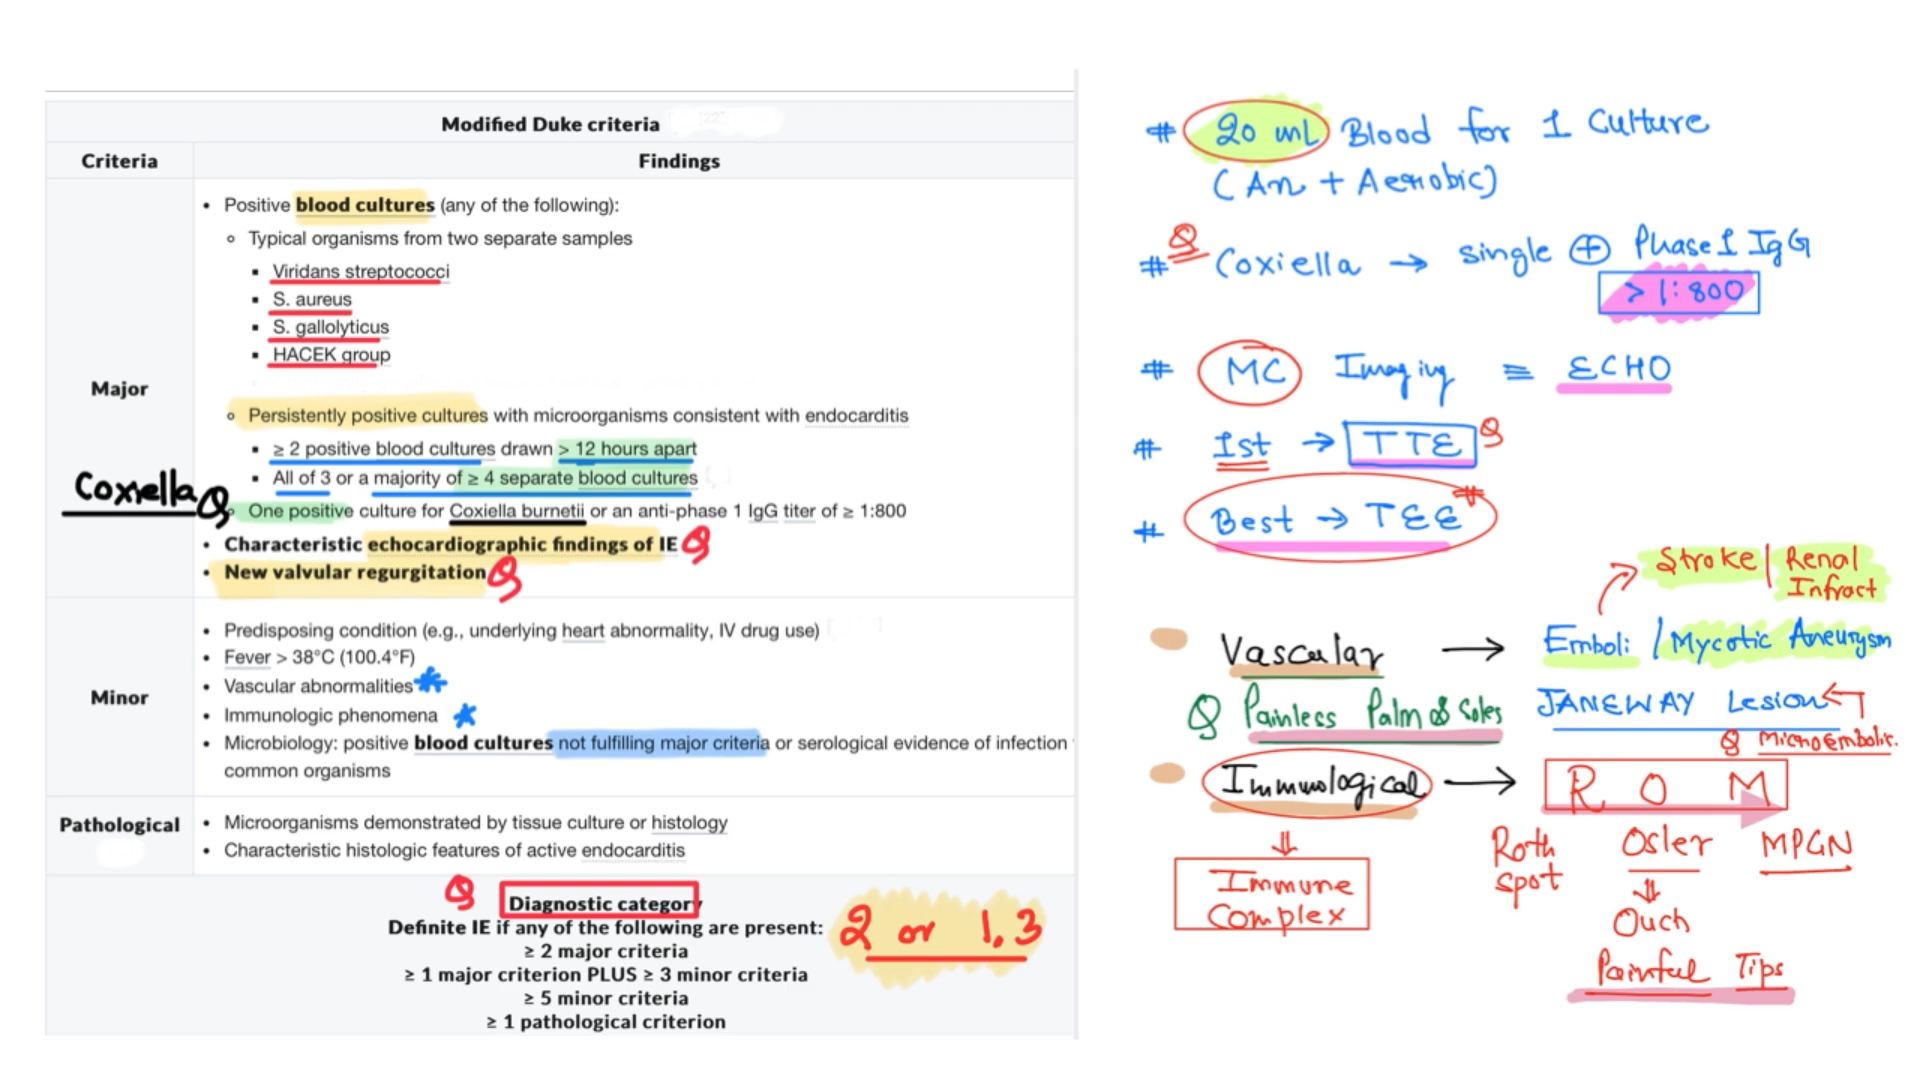 Modified Duke criteria
Criteria
Findings
Major
• Positive blood cultures (any of the following):
◦ Typical organisms from two separate samples
▪ Viridans streptococci
▪ S. aureus
▪ S. gallolyticus
▪ HACEK group
◦ Persistently positive cultures with microorganisms consistent with endocarditis
▪ ≥ 2 positive blood cultures drawn > 12 hours apart
▪ All of 3 or a majority of ≥ 4 separate blood cultures
Coxiella
◦ One positive culture for Coxiella burnetii or an anti-phase 1 IgG titer of ≥ 1:800
• Characteristic echocardiographic findings of IE Q
• New valvular regurgitation Q
Minor
• Predisposing condition (e.g., underlying heart abnormality, IV drug use)
• Fever > 38°C (100.4°F)
• Vascular abnormalities
• Immunologic phenomena
• Microbiology: positive blood cultures not fulfilling major criteria or serological evidence of infection
common organisms
Pathological
• Microorganisms demonstrated by tissue culture or histology
• Characteristic histologic features of active endocarditis
Q Diagnostic category
Definite IE if any of the following are present:
≥ 2 major criteria
≥ 1 major criterion PLUS ≥ 3 minor criteria
≥ 5 minor criteria
≥ 1 pathological criterion
2 or 1,3
# 20 mL Blood for 1 Culture
(An + Aerobic)
# Q Coxiella → single ⊕ Phase 1 IgG
> 1:800
# MC Imaging = ECHO
# Ist → TTE Q
# Best → TEE *
Stroke | Renal
Infract
Vascular → Emboli / Mycotic Aneurysm
Q Painless Palm & Soles JANEWAY Lesion
Q Microembolic.
Immunological → R O M
Immune
Complex
Roth
spot
Osler
Ouch
Painful Tips
MPGN